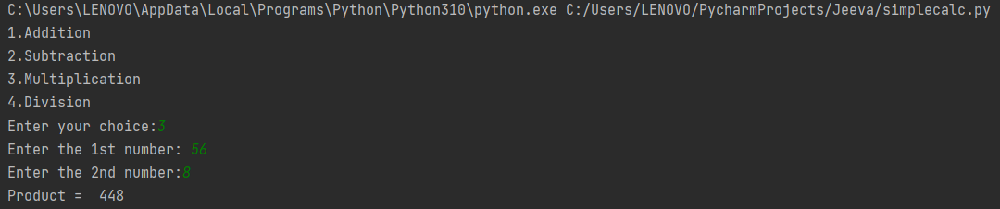 C:\Users\LENOVO\AppData\Local\Programs\Python\Python310\python.exe C:/Users/LENOVO/PycharmProjects/Jeeva/simplecalc.py
1.Addition
2.Subtraction
3.Multiplication
4.Division
Enter your choice:3
Enter the 1st number: 56
Enter the 2nd number:8
Product =  448